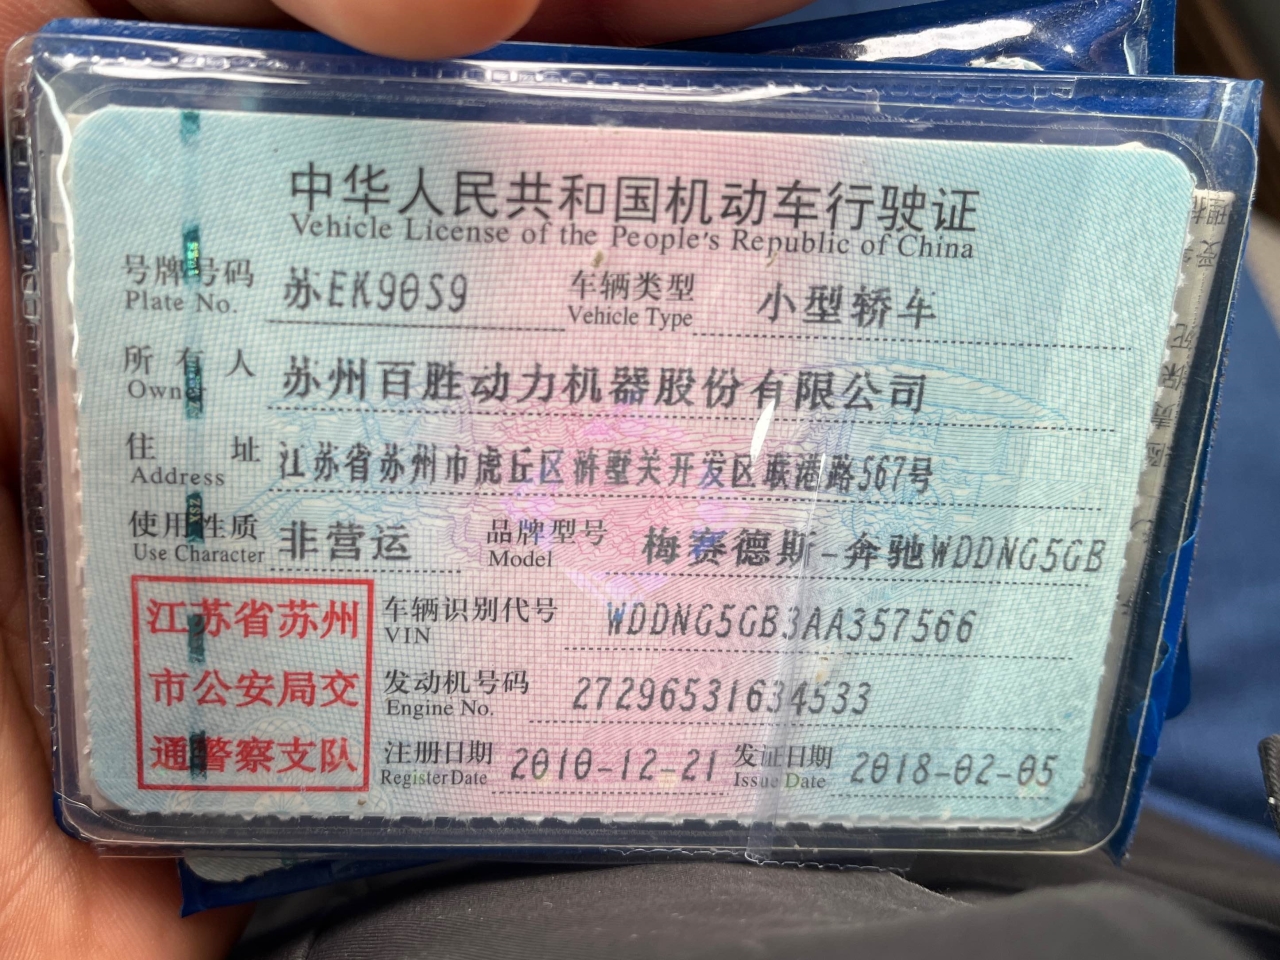 中华人民共和国机动车行驶证
Vehicle License of the People's Republic of China
号牌号码 苏EK90S9 车辆类型 小型轿车
Plate No. Vehicle Type
所有人 苏州百胜动力机器股份有限公司
Owner
住址 江苏省苏州市虎丘区浒墅关开发区联港路567号
Address
使用性质 非营运 品牌型号 梅赛德斯-奔驰WDDNG5GB
Use Character Model
江苏省苏州
市公安局交
通警察支队
车辆识别代号 WDDNG5GB3AA357566
VIN
发动机号码 27296531634533
Engine No.
注册日期 2010-12-21 发证日期 2018-02-05
Register Date Issue Date